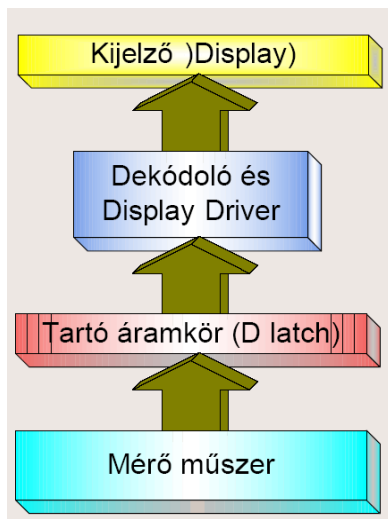 Kijelző )Display)
Dekódoló és
Display Driver
Tartó áramkör (D latch)
Mérő műszer